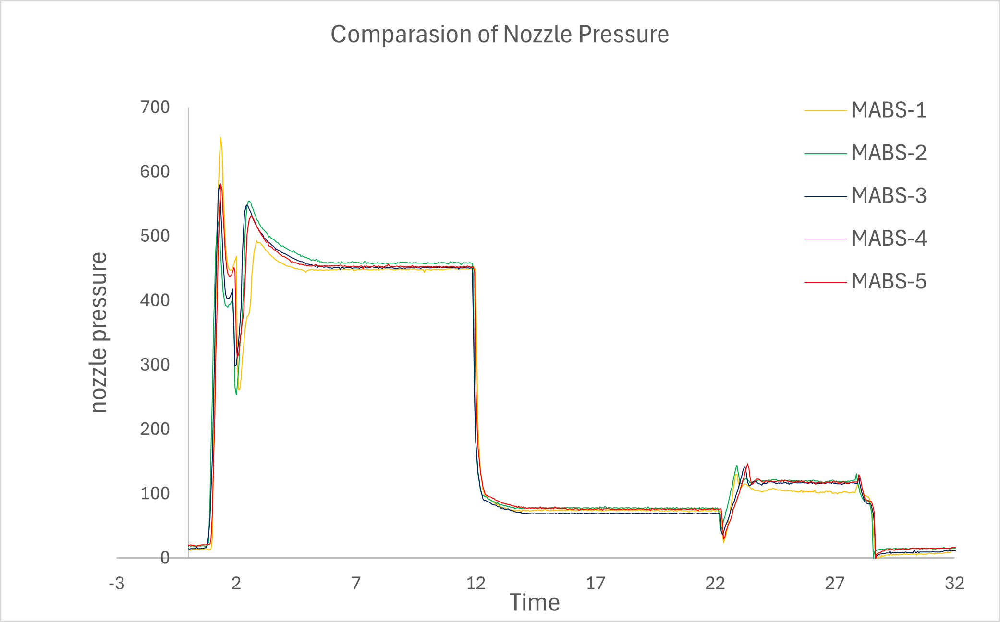 Comparasion of Nozzle Pressure
700
600
500
400
300
200
100
0
nozzle pressure
-3
2
7
12
17
22
27
32
Time
MABS-1
MABS-2
MABS-3
MABS-4
MABS-5